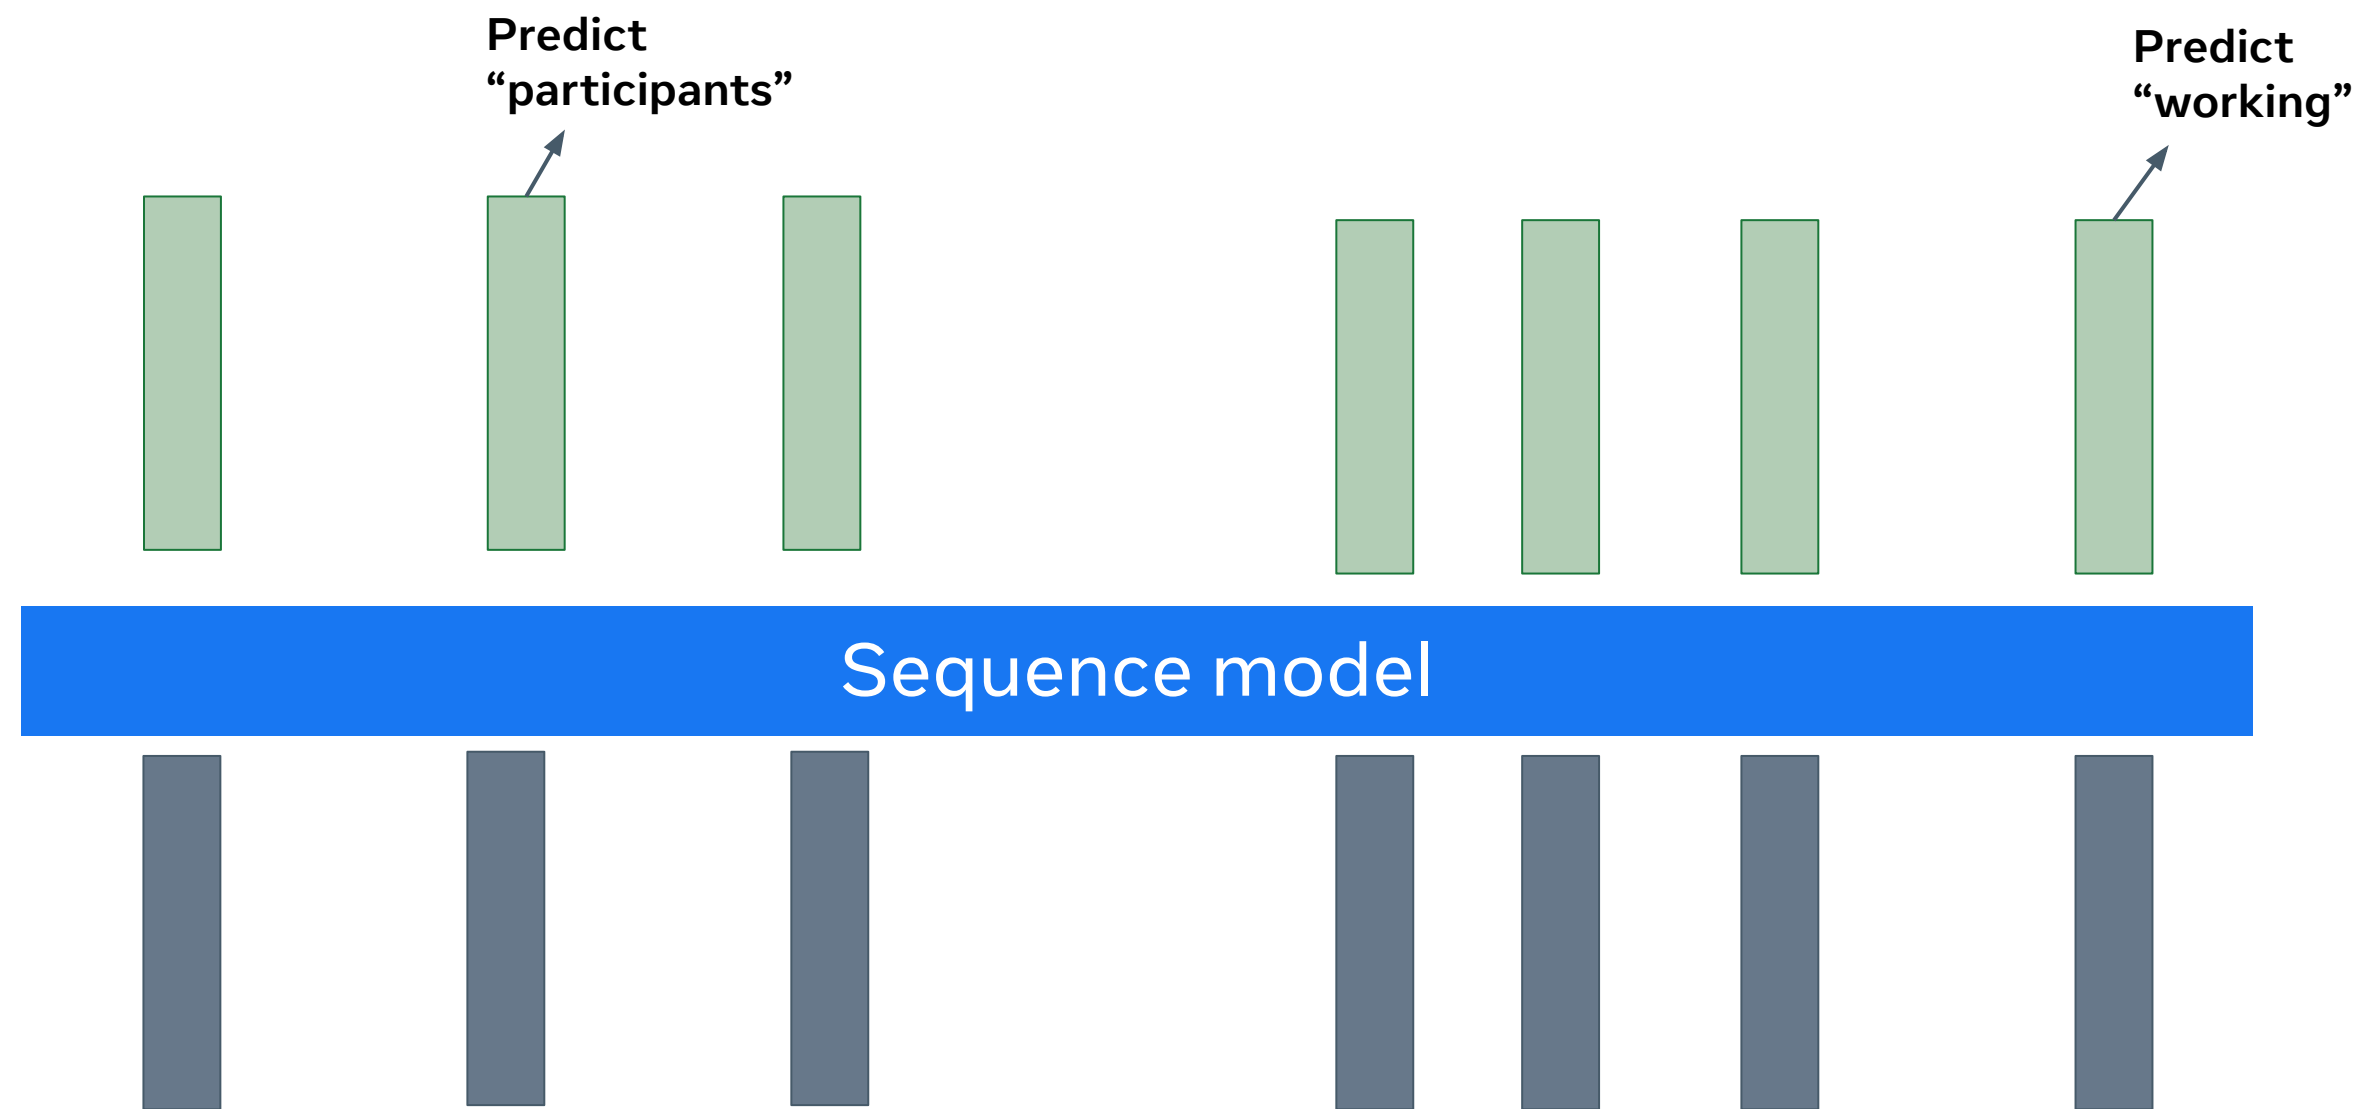 Predict
“participants”
Predict
“working”
Sequence model